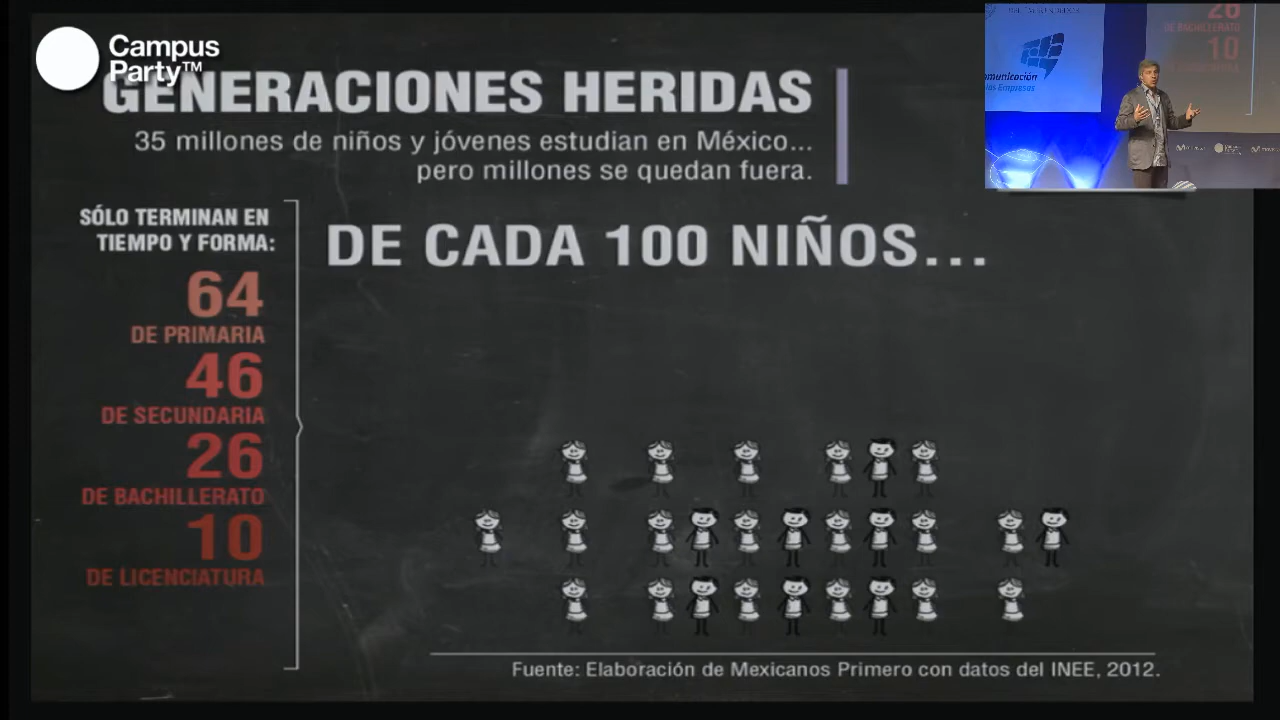 Campus
Party™
GENERACIONES HERIDAS
35 millones de niños y jóvenes estudian en México...
pero millones se quedan fuera.
SÓLO TERMINAN EN
TIEMPO Y FORMA:
64
DE PRIMARIA
46
DE SECUNDARIA
26
DE BACHILLERATO
10
DE LICENCIATURA
DE CADA 100 NIÑOS...
Fuente: Elaboración de Mexicanos Primero con datos del INEE, 2012.
26
DE BACHILLERATO
10